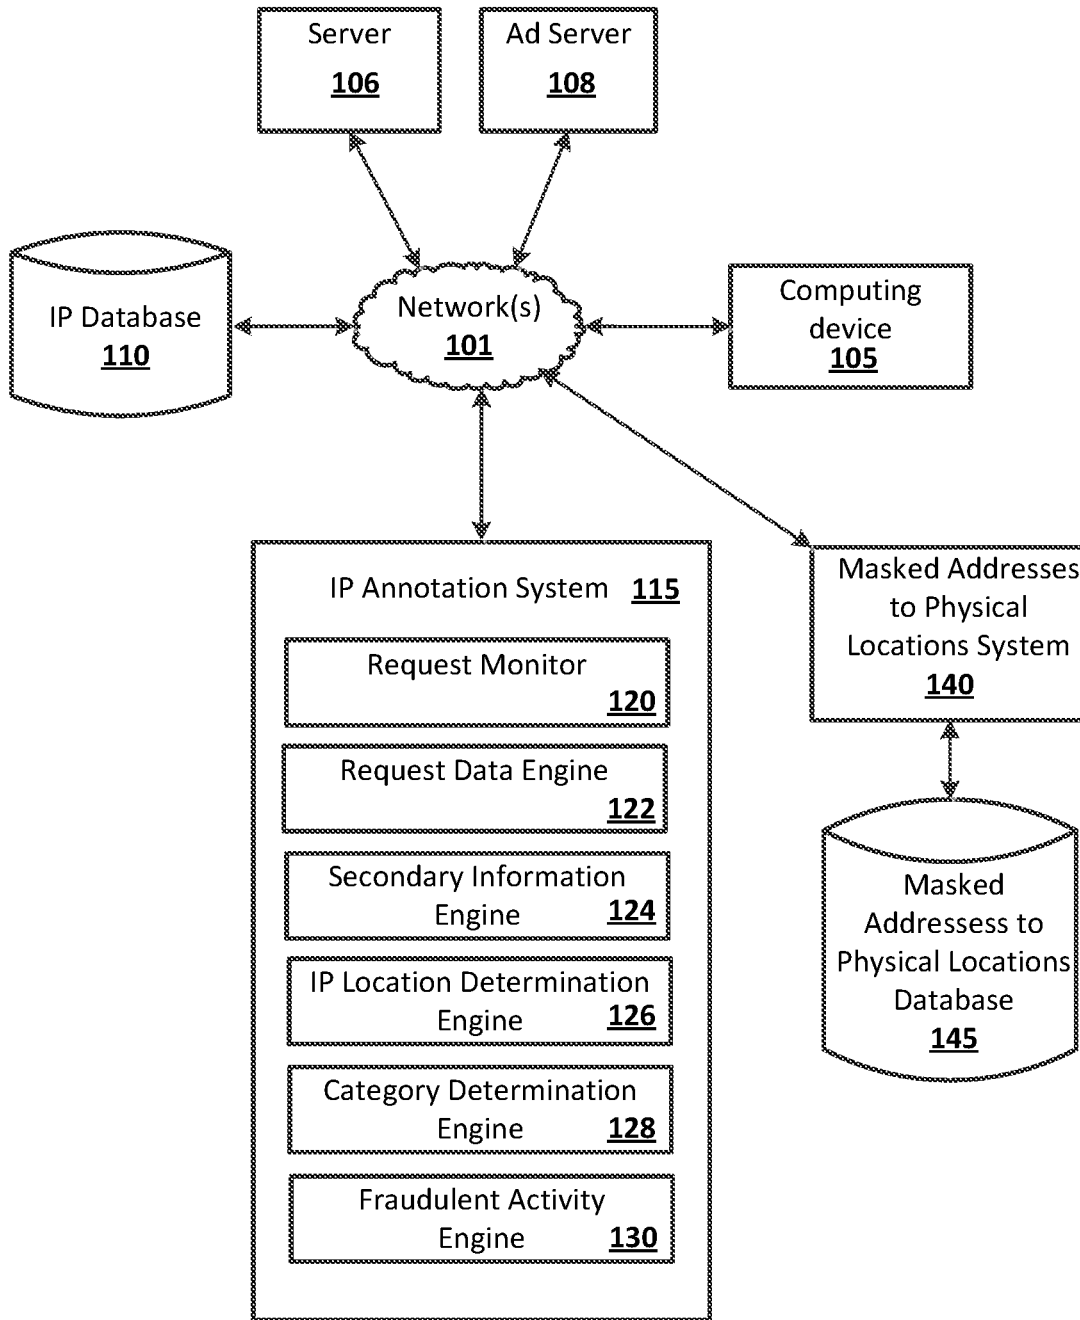 Server
106
Ad Server
108
IP Database
110
Network(s)
101
Computing
device
105
IP Annotation System 115
Request Monitor
120
Request Data Engine
122
Secondary Information
Engine 124
IP Location Determination
Engine 126
Category Determination
Engine 128
Fraudulent Activity
Engine 130
Masked Addresses
to Physical
Locations System
140
Masked
Addressess to
Physical Locations
Database
145